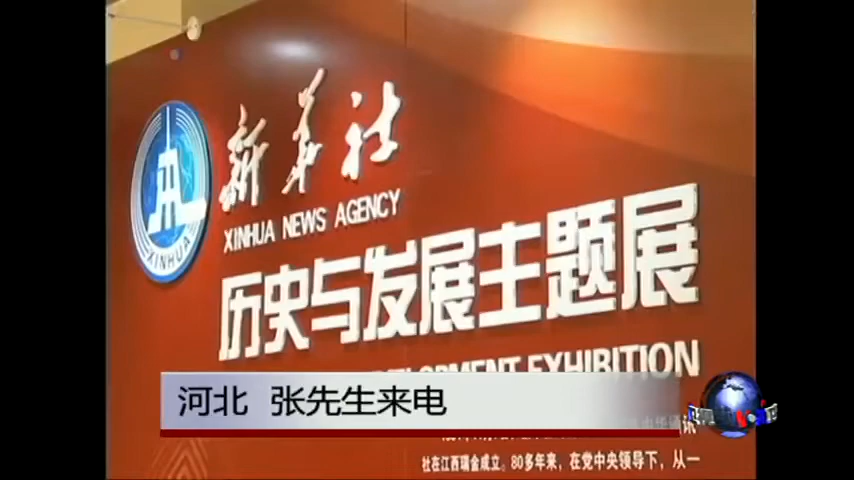 新华社
XINHUA NEWS AGENCY
XINHUA
历史与发展主题展
DEVELOPMENT EXHIBITION
河北 张先生来电
社在江西瑞金成立。80多年来，在党中央领导下，从一